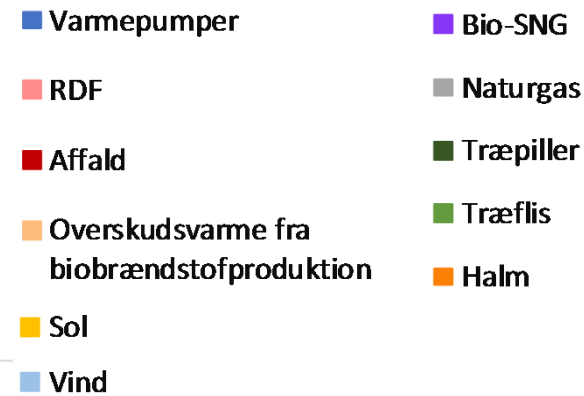 Varmepumper
RDF
Affald
Overskudsvarme fra
biobrændstofproduktion
Sol
Vind
Bio-SNG
Naturgas
Træpiller
Træflis
Halm